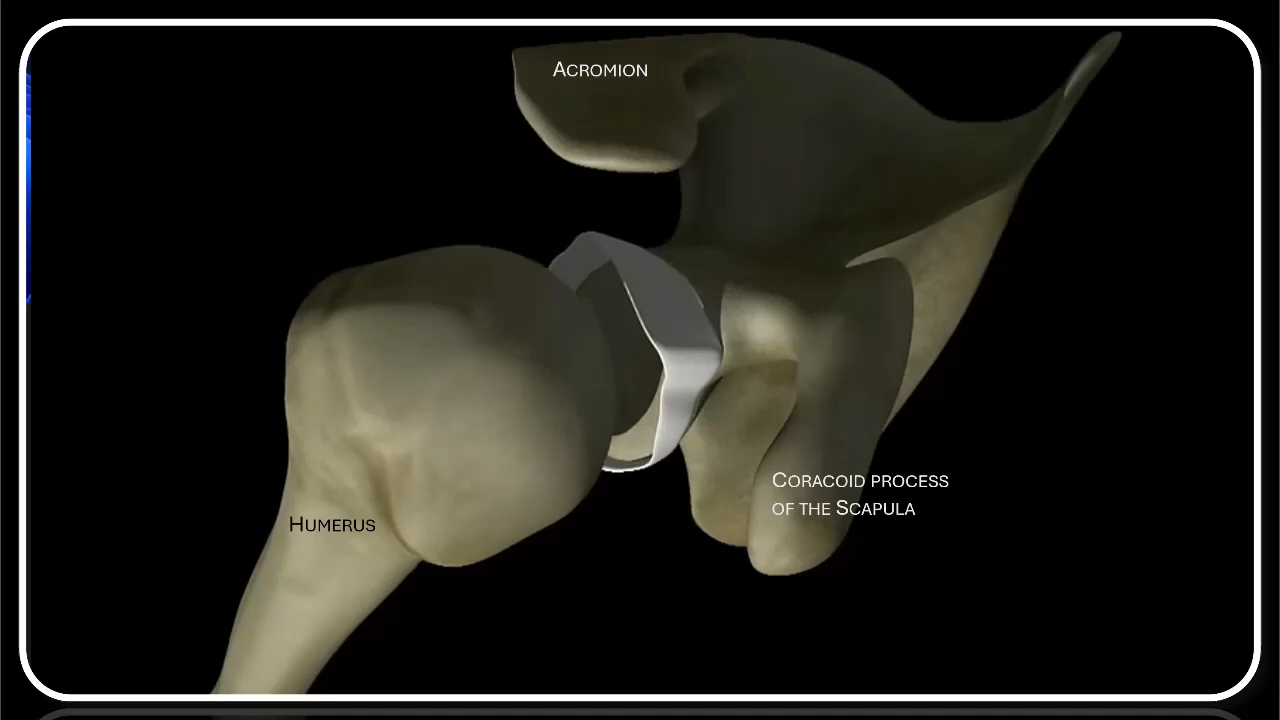 Acromion
Humerus
Coracoid process
of the Scapula